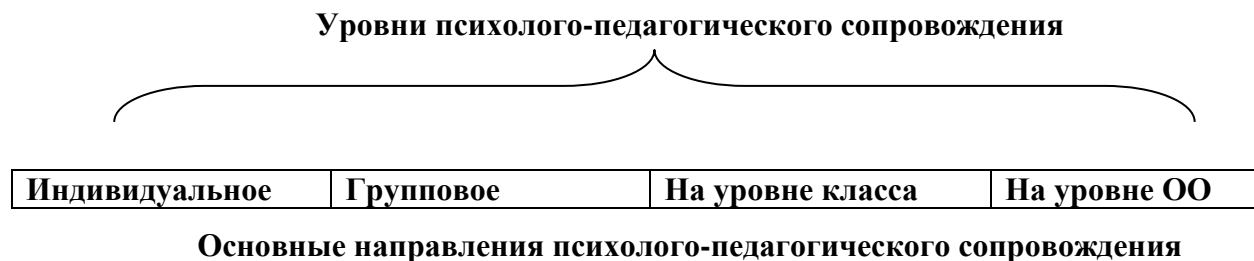 Уровни психолого-педагогического сопровождения
Индивидуальное Групповое На уровне класса На уровне ОО
Основные направления психолого-педагогического сопровождения